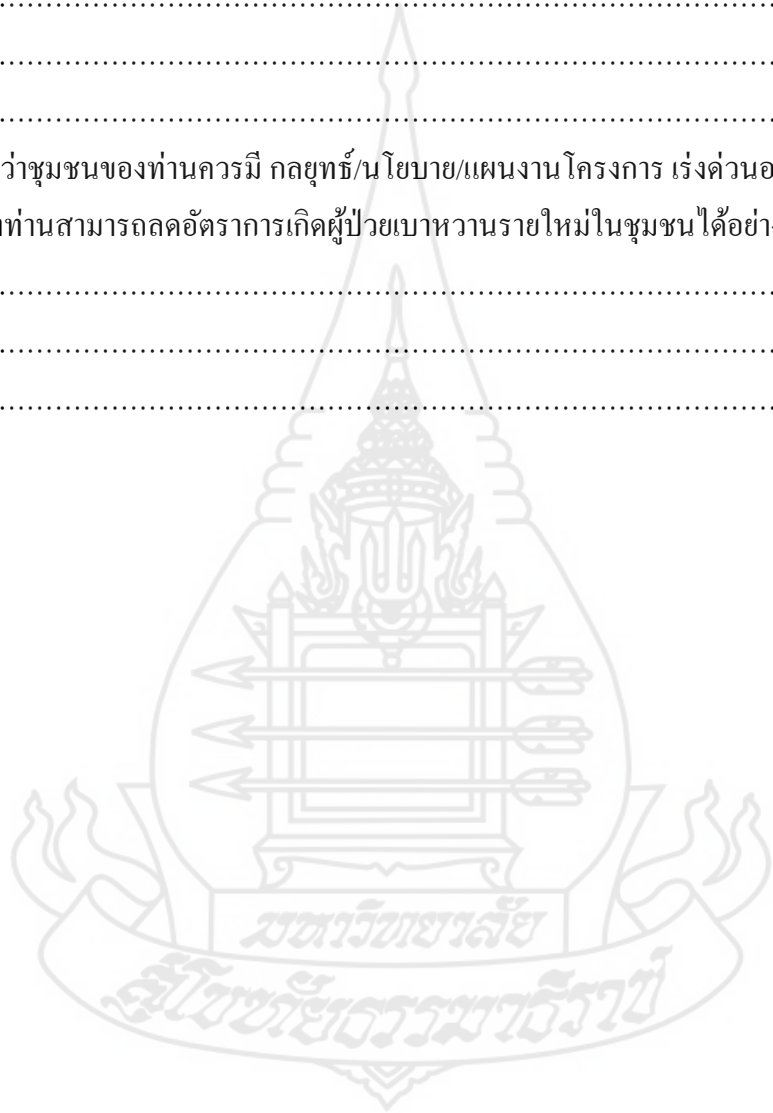 ........................................................................................
........................................................................................
........................................................................................
ว่าชุมชนของท่านควรมี กลยุทธ์/นโยบาย/แผนงานโครงการ เร่งด่วน
ท่านสามารถลดอัตราการเกิดผู้ป่วยเบาหวานรายใหม่ในชุมชนได้อย่าง
........................................................................................
........................................................................................
........................................................................................
มหาวิทยาลัย
สุโขทัยธรรมาธิราช